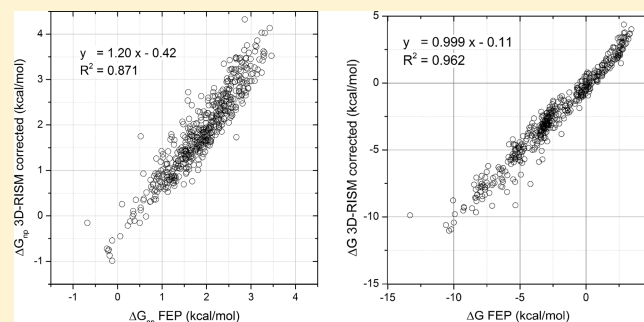 y = 1.20 x - 0.42
R² = 0.871
ΔG_np 3D-RISM corrected (kcal/mol)
4
3
2
1
0
-1
-1 0 1 2 3 4
ΔG_np FEP (kcal/mol)
y = 0.999 x - 0.11
R² = 0.962
ΔG 3D-RISM corrected (kcal/mol)
5
0
-5
-10
-15
-15 -10 -5 0
ΔG FEP (kcal/mol)